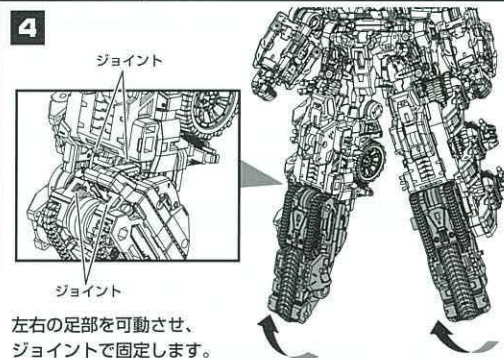 4
ジョイント
ジョイント
左右の足部を可動させ、
ジョイントで固定します。